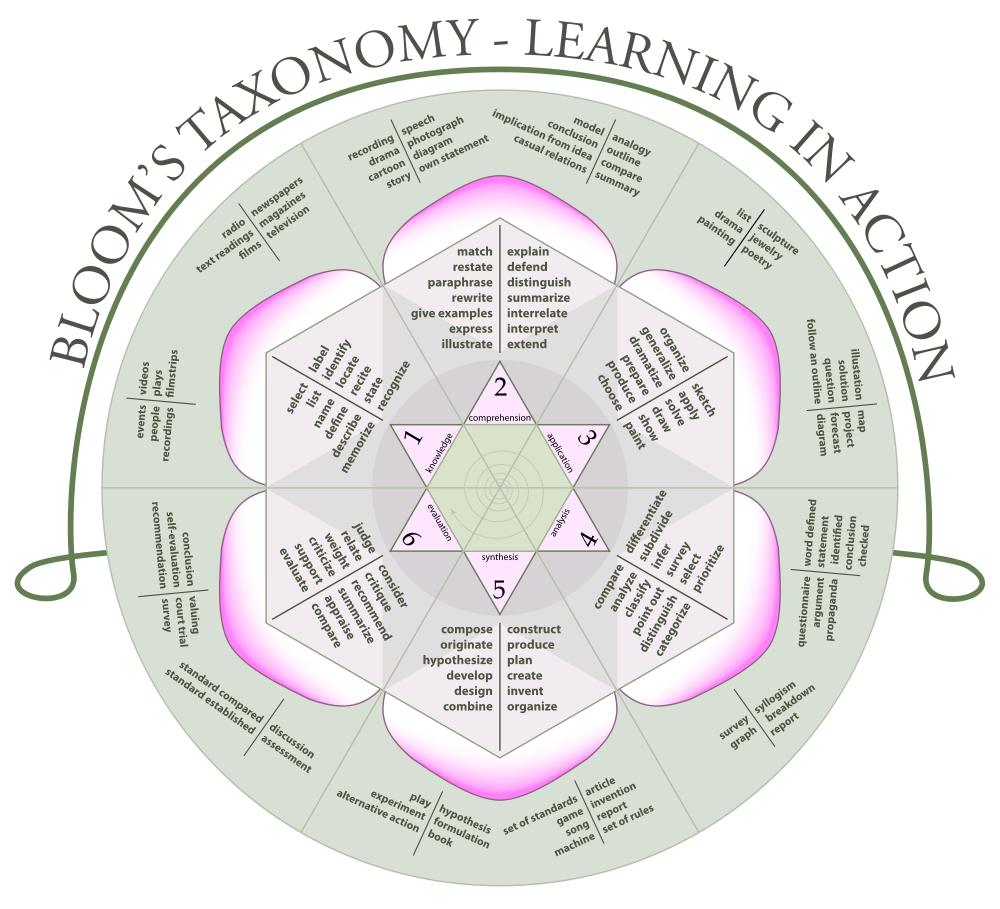 BLOOM'S TAXONOMY - LEARNING IN ACTION
1
knowledge
select
list
name
define
describe
memorize
label
identify
locate
recite
state
recognize
events
people
recordings
videos
plays
filmstrips
radio
text readings
films
newspapers
magazines
television
2
comprehension
match
restate
paraphrase
rewrite
give examples
express
illustrate
explain
defend
distinguish
summarize
interrelate
interpret
extend
recording
drama
cartoon
story
speech
photograph
diagram
own statement
model
conclusion
implication from idea
casual relations
analogy
outline
compare
summary
3
application
organize
generalize
dramatize
prepare
produce
choose
sketch
apply
solve
draw
show
paint
list
drama
painting
sculpture
jewelry
poetry
illustation
solution
question
follow an outline
map
project
forecast
diagram
4
analysis
compare
analyze
classify
point out
distinguish
categorize
differentiate
subdivide
infer
survey
select
prioritize
word defined
statement
identified
conclusion
checked
questionnaire
argument
propaganda
survey
graph
syllogism
breakdown
report
5
synthesis
compose
originate
hypothesize
develop
design
combine
construct
produce
plan
create
invent
organize
set of standards
game
song
machine
article
invention
report
set of rules
play
experiment
alternative action
hypothesis
formulation
book
6
evaluation
judge
relate
weight
criticize
support
evaluate
consider
critique
recommend
summarize
appraise
compare
standard compared
standard established
discussion
assessment
conclusion
self-evaluation
recommendation
valuing
court trial
survey